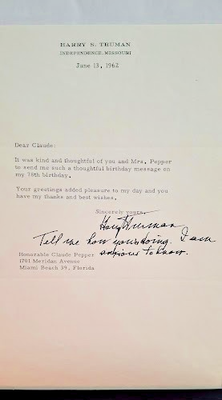 HARRY S. TRUMAN
INDEPENDENCE, MISSOURI
June 13, 1962
Dear Claude:
It was kind and thoughtful of you and Mrs. Pepper
to send me such a thoughtful birthday message on
my 78th birthday.
Your greetings added pleasure to my day and you
have my thanks and best wishes.
Sincerely yours,
Harry Truman
Tell me how you're doing. I am
anxious to know.
Honorable Claude Pepper
1701 Meridan Avenue
Miami Beach 39, Florida